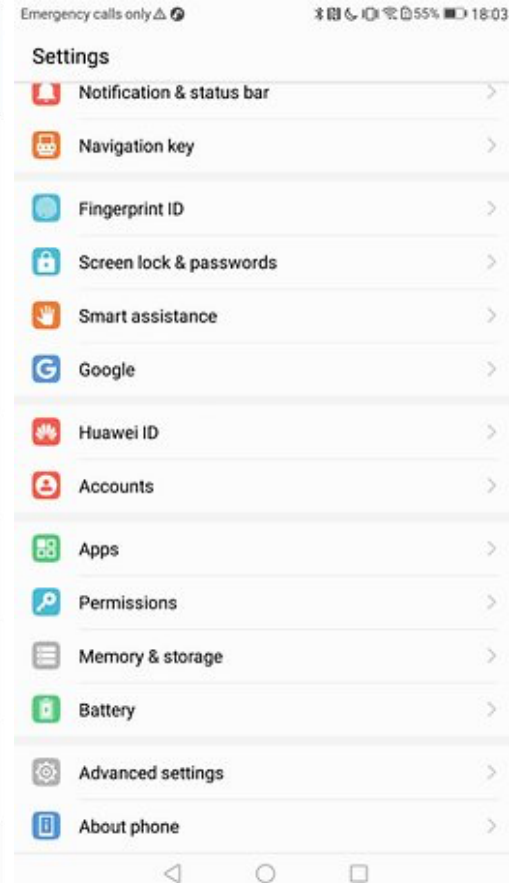 Emergency calls only 55% 18:03
Settings
Notification & status bar
Navigation key
Fingerprint ID
Screen lock & passwords
Smart assistance
Google
Huawei ID
Accounts
Apps
Permissions
Memory & storage
Battery
Advanced settings
About phone